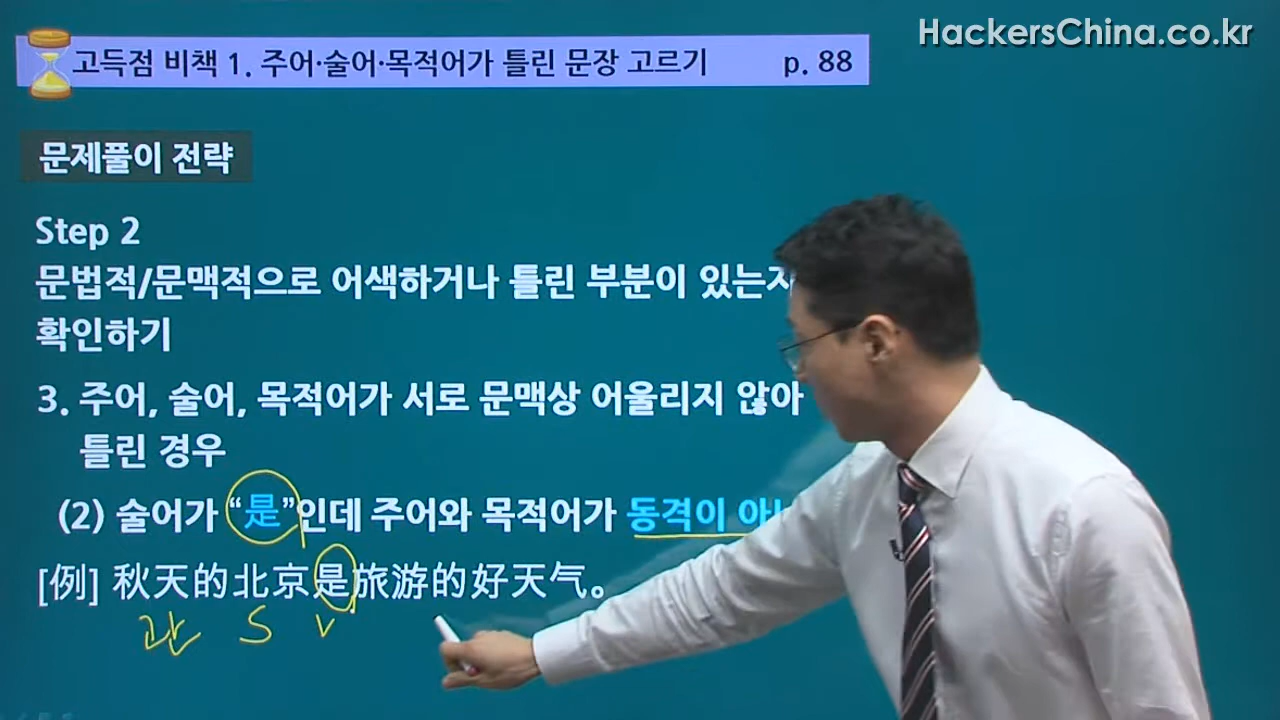 HackersChina.co.kr
고득점 비책 1. 주어·술어·목적어가 틀린 문장 고르기 p. 88
문제풀이 전략
Step 2
문법적/문맥적으로 어색하거나 틀린 부분이 있는지
확인하기
3. 주어, 술어, 목적어가 서로 문맥상 어울리지 않아
틀린 경우
(2) 술어가 “是”인데 주어와 목적어가 동격이
[例] 秋天的北京是旅游的好天气。
관 S v